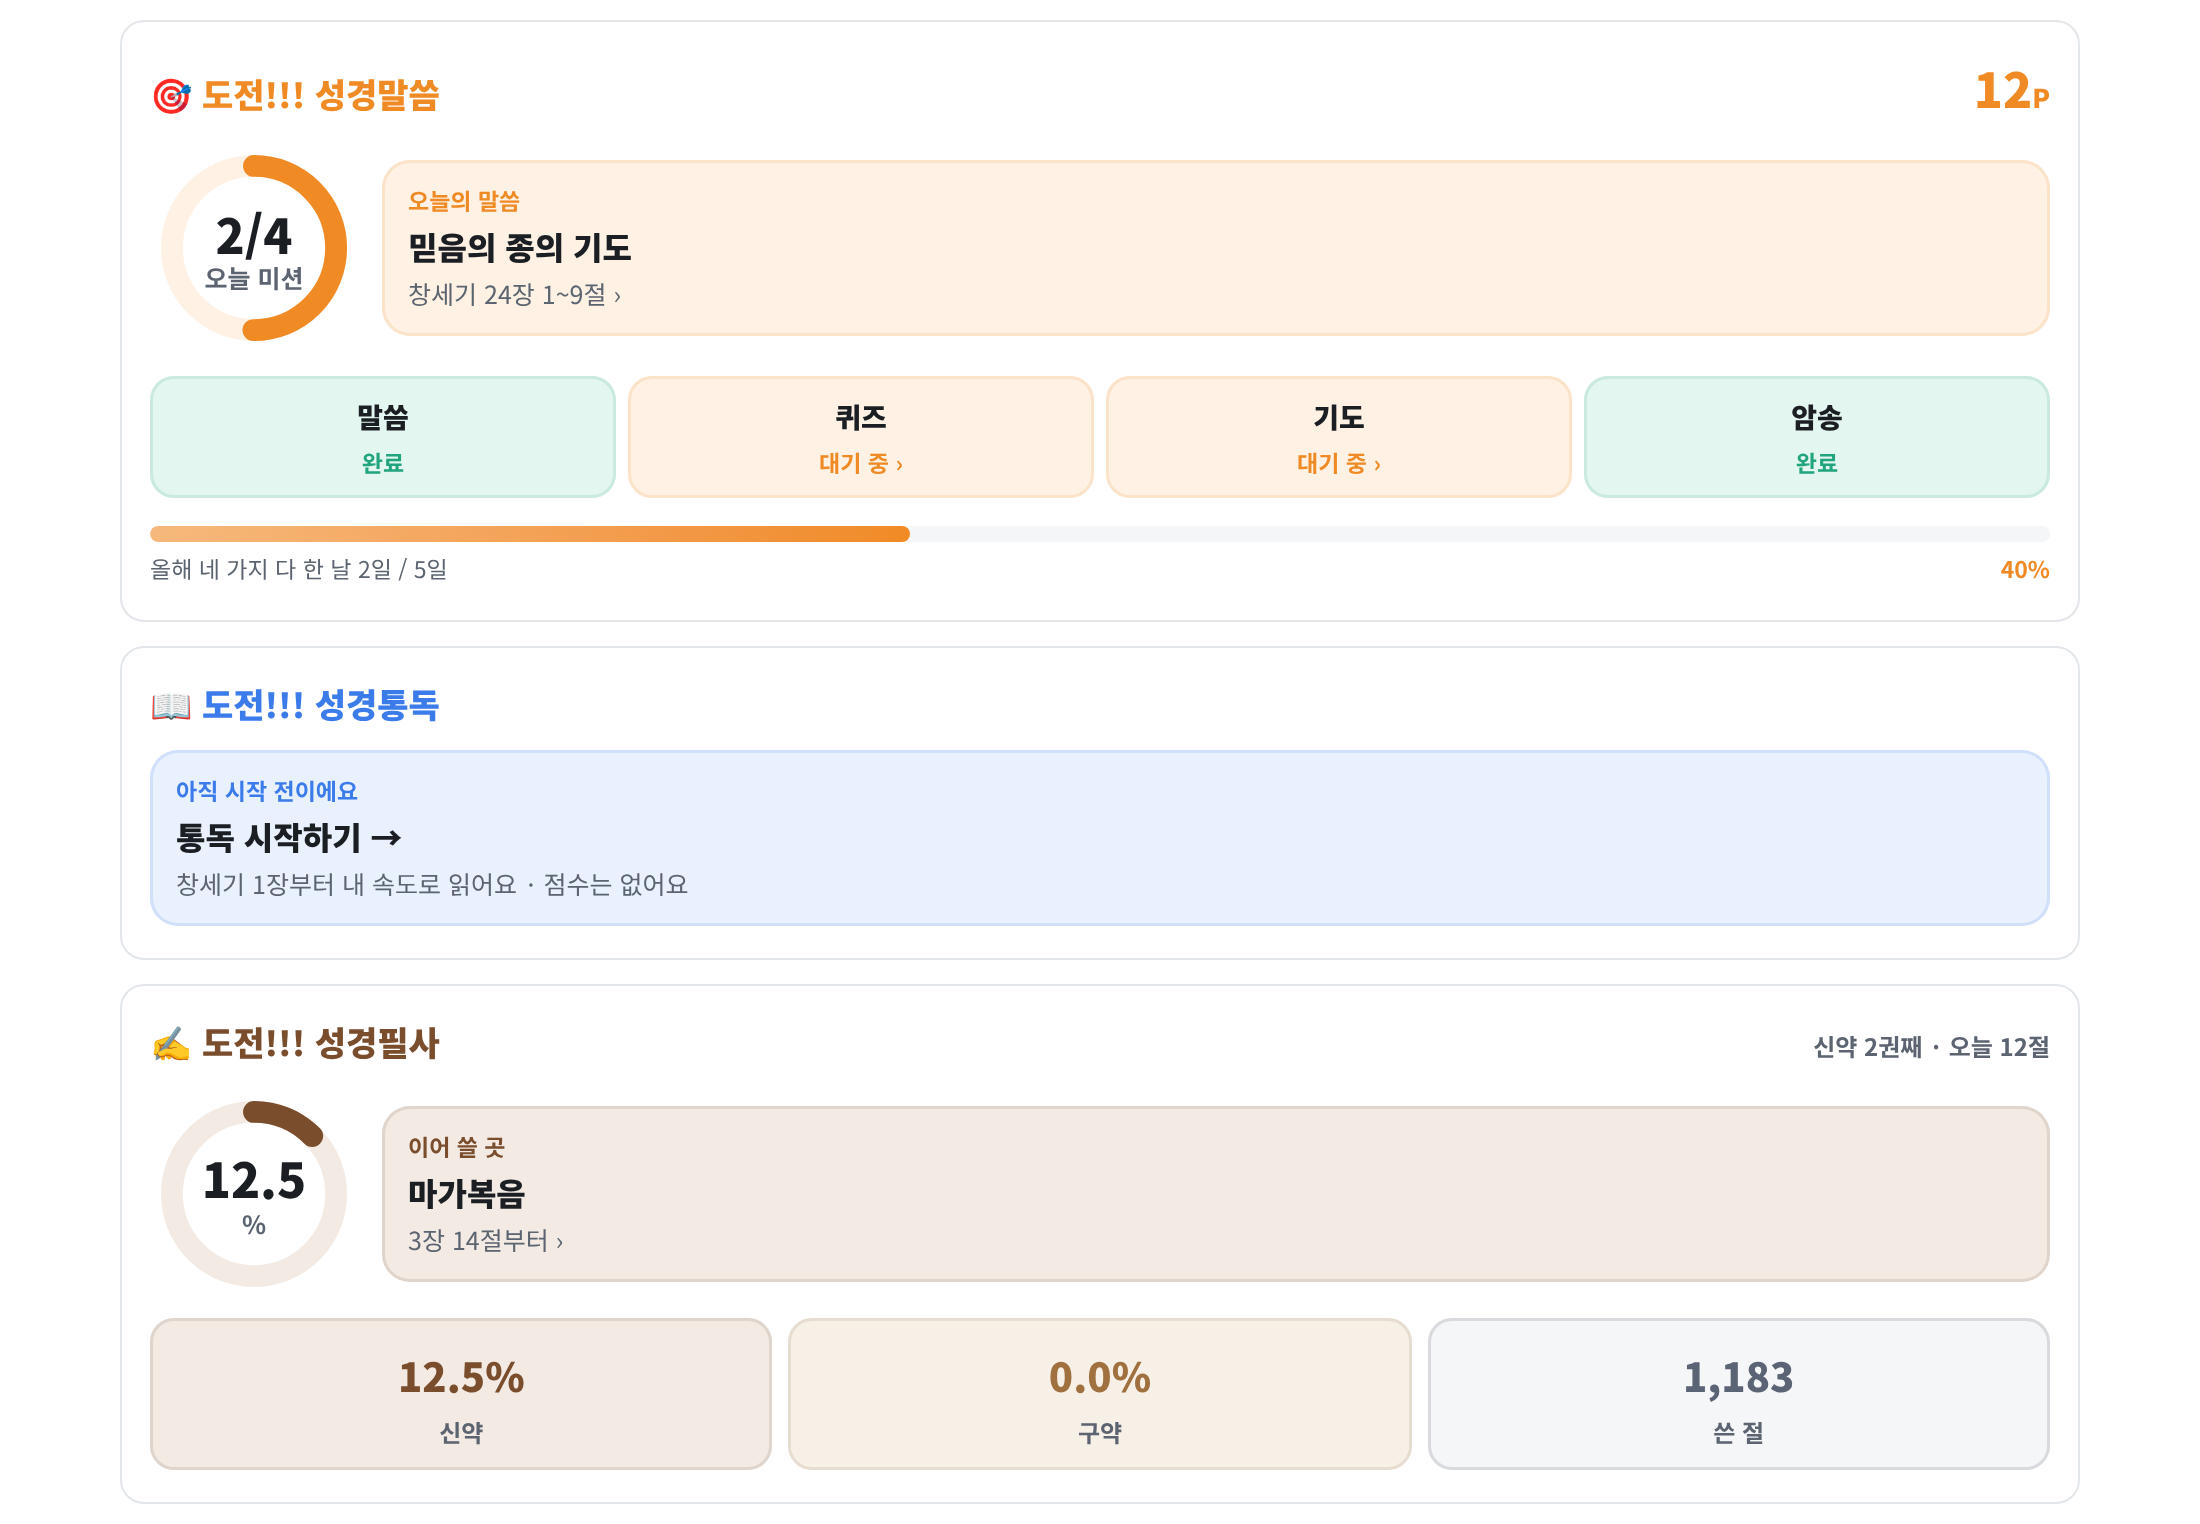 도전!!! 성경말씀
12P
2/4
오늘 미션
오늘의 말씀
믿음의 종의 기도
창세기 24장 1~9절 ›
말씀
완료
퀴즈
대기 중 ›
기도
대기 중 ›
암송
완료
올해 네 가지 다 한 날 2일 / 5일
40%
도전!!! 성경통독
아직 시작 전이에요
통독 시작하기 →
창세기 1장부터 내 속도로 읽어요 · 점수는 없어요
도전!!! 성경필사
신약 2권째 · 오늘 12절
12.5
%
이어 쓸 곳
마가복음
3장 14절부터 ›
12.5%
신약
0.0%
구약
1,183
쓴 절